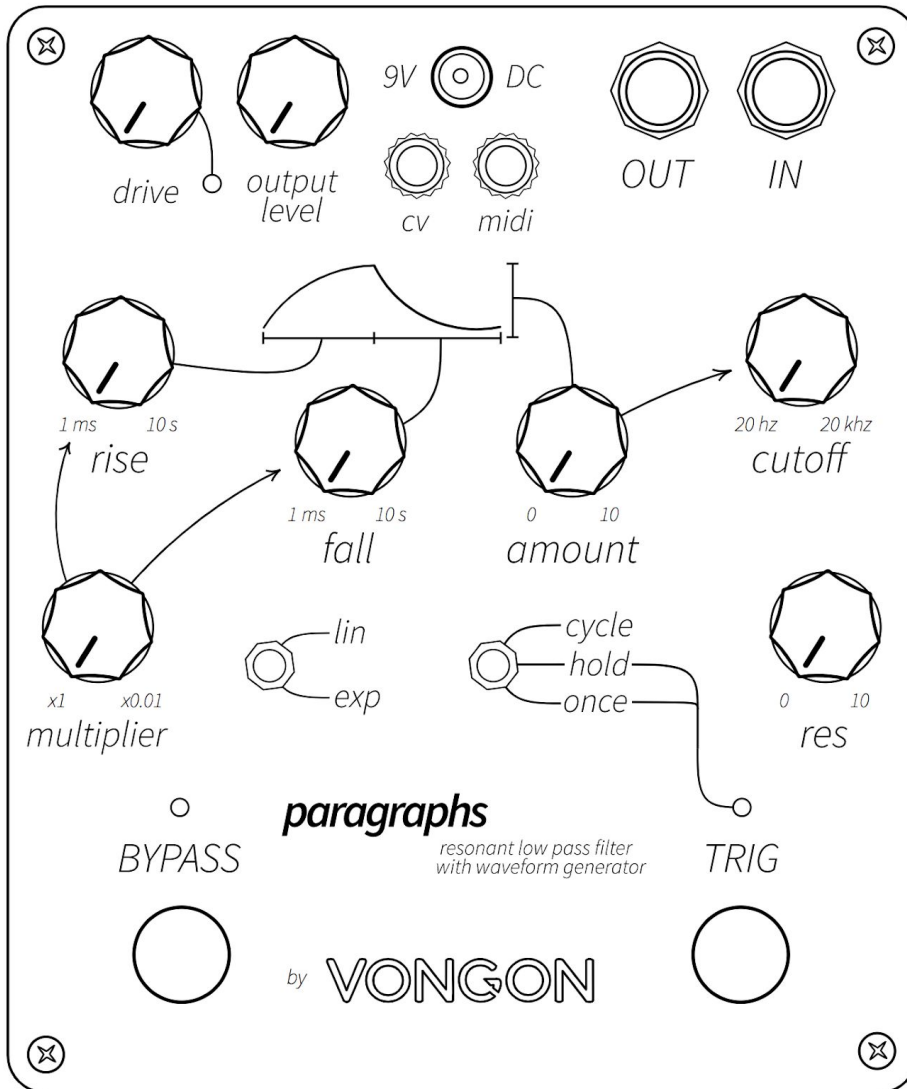 9V DC
drive
output
level
cv
midi
OUT
IN
1 ms 10 s
rise
1 ms 10 s
fall
0 10
amount
20 hz 20 khz
cutoff
x1 x0.01
multiplier
lin
exp
cycle
hold
once
0 10
res
BYPASS
paragraphs
resonant low pass filter
with waveform generator
TRIG
by VONGON